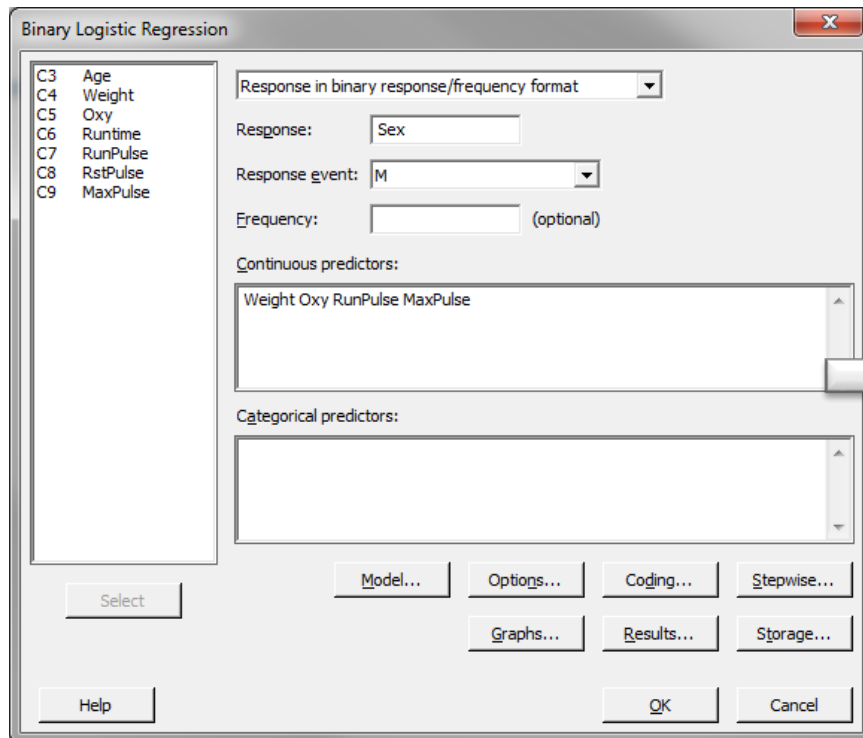 Binary Logistic Regression
C3 Age
C4 Weight
C5 Oxy
C6 Runtime
C7 RunPulse
C8 RstPulse
C9 MaxPulse
Select
Help
Response in binary response/frequency format
Response: Sex
Response event: M
Frequency: (optional)
Continuous predictors:
Weight Oxy RunPulse MaxPulse
Categorical predictors:
Model... Options... Coding... Stepwise...
Graphs... Results... Storage...
OK Cancel